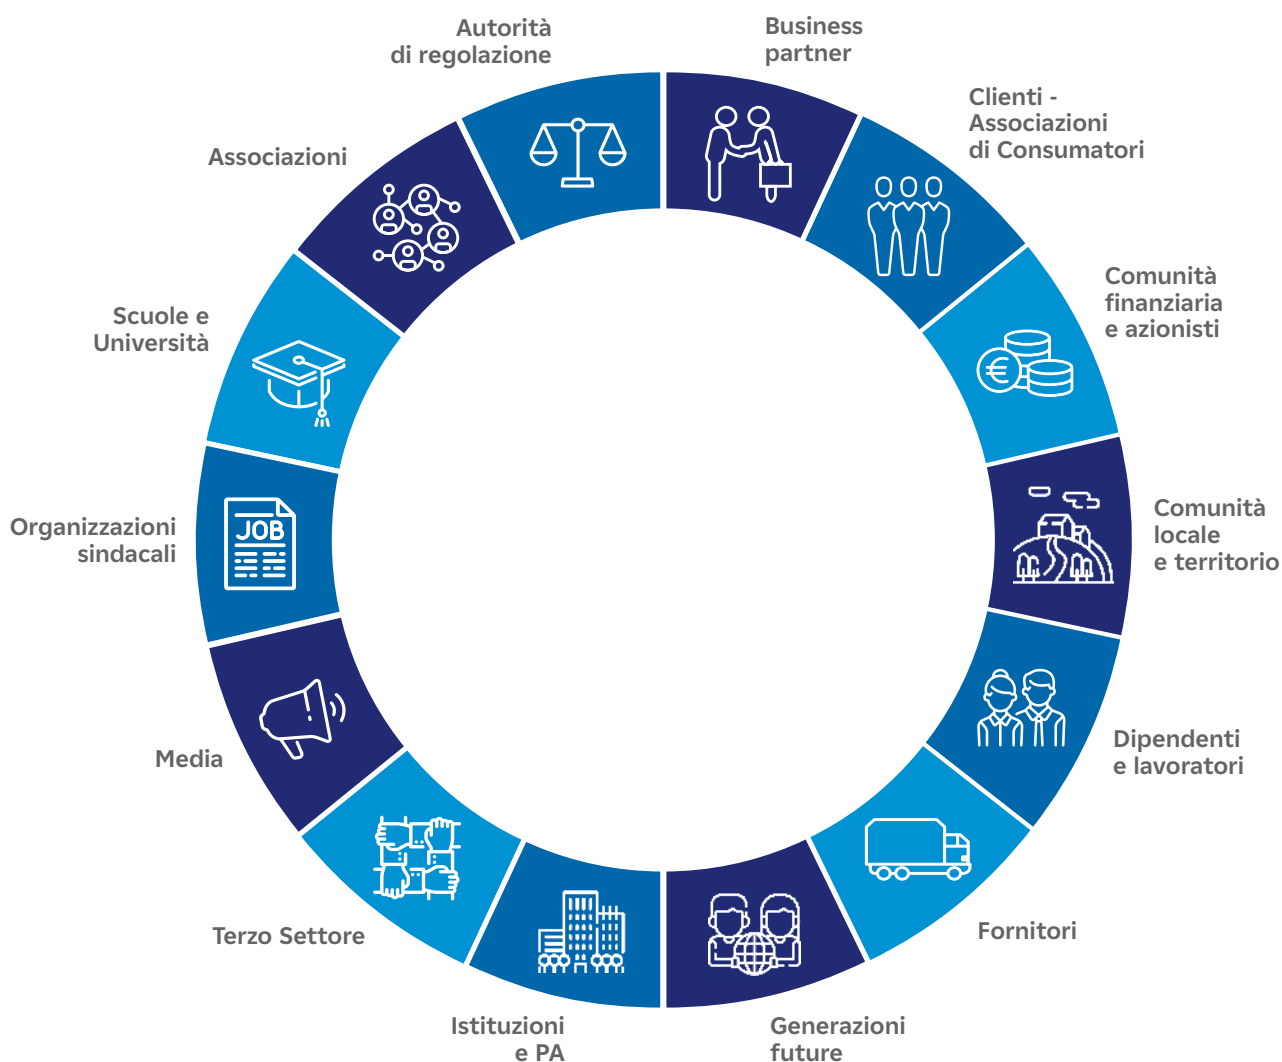 Autorità
di regolazione
Business
partner
Clienti -
Associazioni
di Consumatori
Associazioni
Comunità
finanziaria
e azionisti
Scuole e
Università
€
Comunità
locale
e territorio
Organizzazioni
sindacali
JOB
Dipendenti
e lavoratori
Media
Fornitori
Terzo Settore
Istituzioni
e PA
Generazioni
future